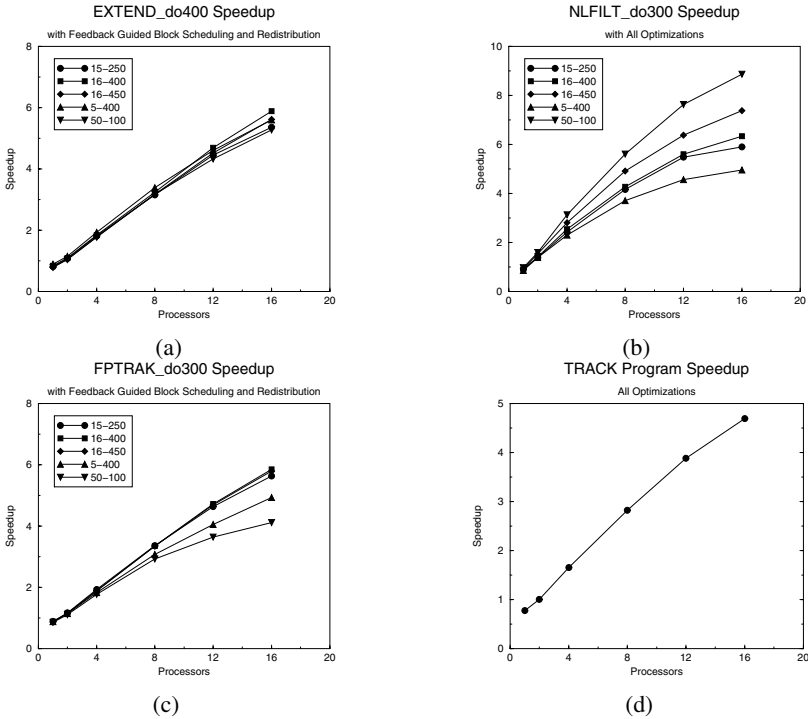 EXTEND_do400 Speedup
with Feedback Guided Block Scheduling and Redistribution
8
6
4
2
0
Speedup
15−250
16−400
16−450
5−400
50−100
0 4 8 12 16 20
Processors
(a)
NLFILT_do300 Speedup
with All Optimizations
10
8
6
4
2
0
Speedup
15−250
16−400
16−450
5−400
50−100
0 4 8 12 16 20
Processors
(b)
FPTRAK_do300 Speedup
with Feedback Guided Block Scheduling and Redistribution
8
6
4
2
0
Speedup
15−250
16−400
16−450
5−400
50−100
0 4 8 12 16 20
Processors
(c)
TRACK Program Speedup
All Optimizations
5
4
3
2
1
0
Speedup
0 4 8 12 16 20
Processors
(d)